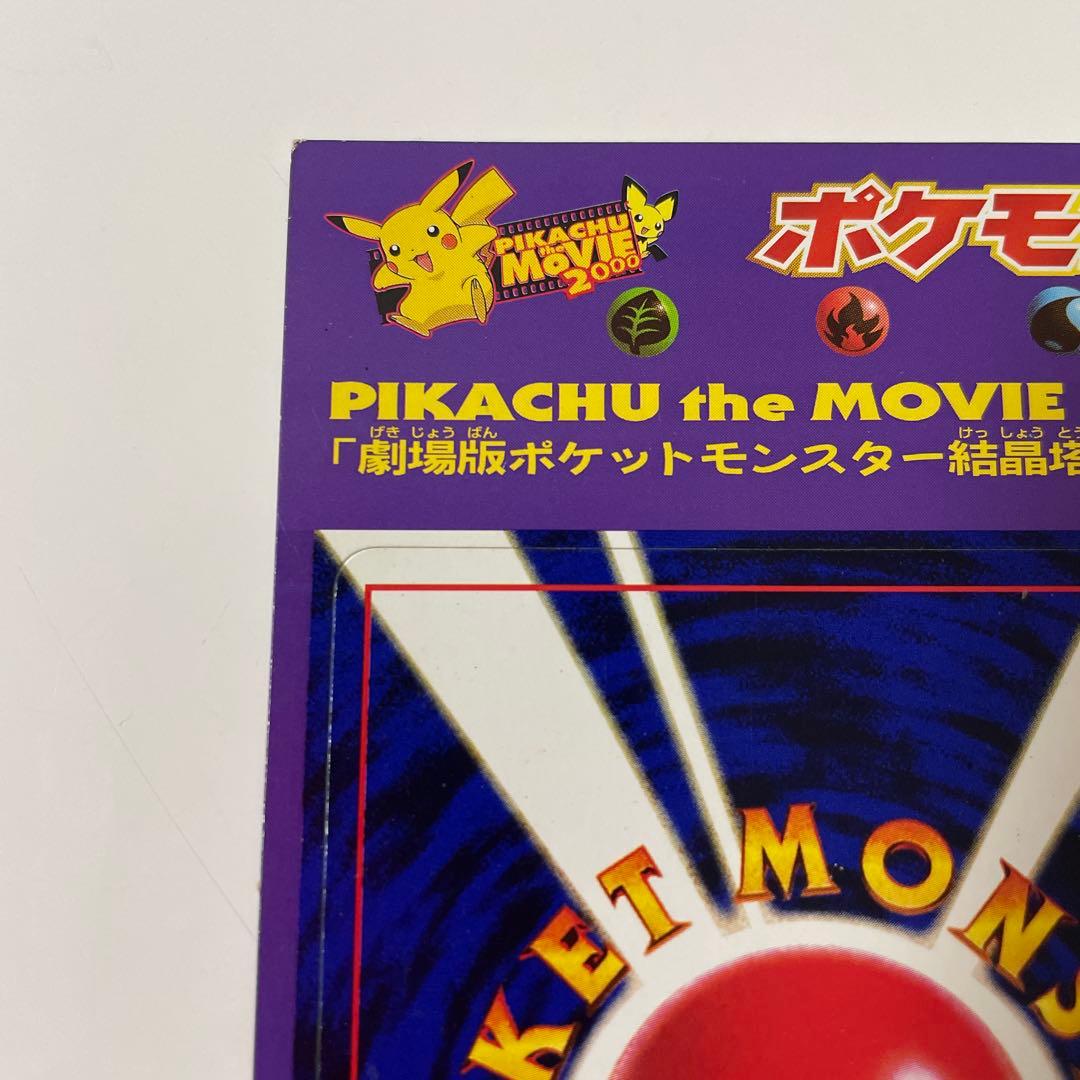 PIKACHU
the
MOVIE
2000
ポケモ
PIKACHU the MOVIE
げき じょう ばん けっ しょう とう
「劇場版ポケットモンスター結晶塔
KET MONS